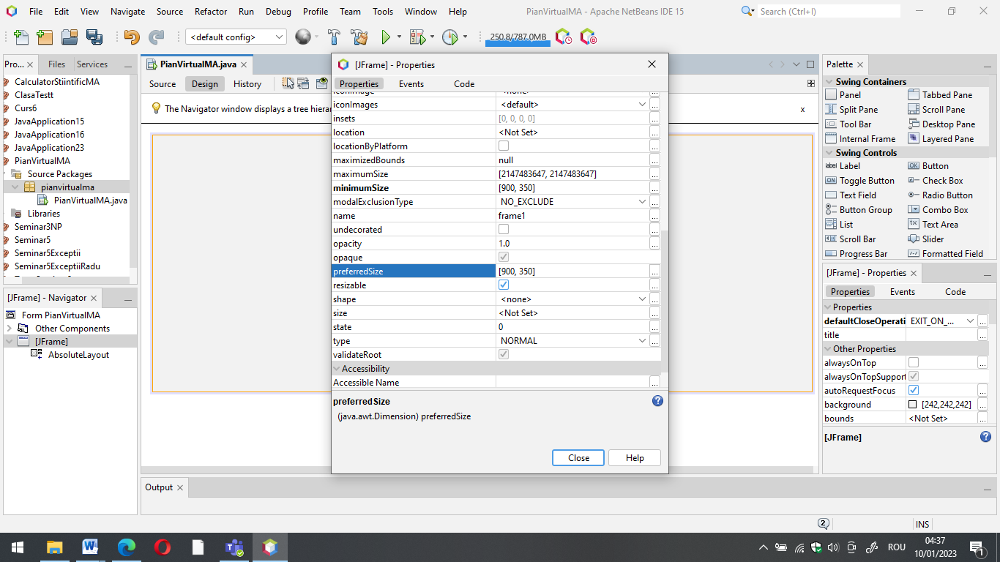 File Edit View Navigate Source Refactor Run Debug Profile Team Tools Window Help PianVirtualMA - Apache NetBeans IDE 15 Search (Ctrl+I)
<default config> 250.8/787.0MB
Pro... Files Services
CalculatorStiintificMA
ClasaTestt
Curs6
JavaApplication15
JavaApplication16
JavaApplication23
PianVirtualMA
Source Packages
pianvirtualma
PianVirtualMA.java
Libraries
Seminar3NP
Seminar5
Seminar5Exceptii
Seminar5ExceptiiRadu
[JFrame] - Navigator
Form PianVirtualMA
Other Components
[JFrame]
AbsoluteLayout
PianVirtualMA.java
Source Design History
The Navigator window displays a tree hierar x
[JFrame] - Properties
Properties Events Code
iconImage <none> ...
iconImages <default> ...
insets [0, 0, 0, 0] ...
location <Not Set> ...
locationByPlatform ...
maximizedBounds null ...
maximumSize [2147483647, 2147483647] ...
minimumSize [900, 350] ...
modalExclusionType NO_EXCLUDE ...
name frame1 ...
undecorated ...
opacity 1.0 ...
opaque
preferredSize [900, 350] ...
resizable ...
shape <none> ...
size <Not Set> ...
state 0 ...
type NORMAL ...
validateRoot
Accessibility
Accessible Name ...
preferredSize
(java.awt.Dimension) preferredSize
Close Help
Palette
Swing Containers
Panel Tabbed Pane
Split Pane Scroll Pane
Tool Bar Desktop Pane
Internal Frame Layered Pane
Swing Controls
label Label OK Button
ON Toggle Button Check Box
Text Field Radio Button
Button Group Combo Box
List Text Area
Scroll Bar Slider
Progress Bar Formatted Field
[JFrame] - Properties
Properties Events Code
Properties
defaultCloseOperati EXIT_ON_... ...
title ...
Other Properties
alwaysOnTop ...
alwaysOnTopSupport
autoRequestFocus ...
background [242,242,242] ...
bounds <Not Set> ...
[JFrame]
Output
2 INS
ROU 04:37
10/01/2023 1